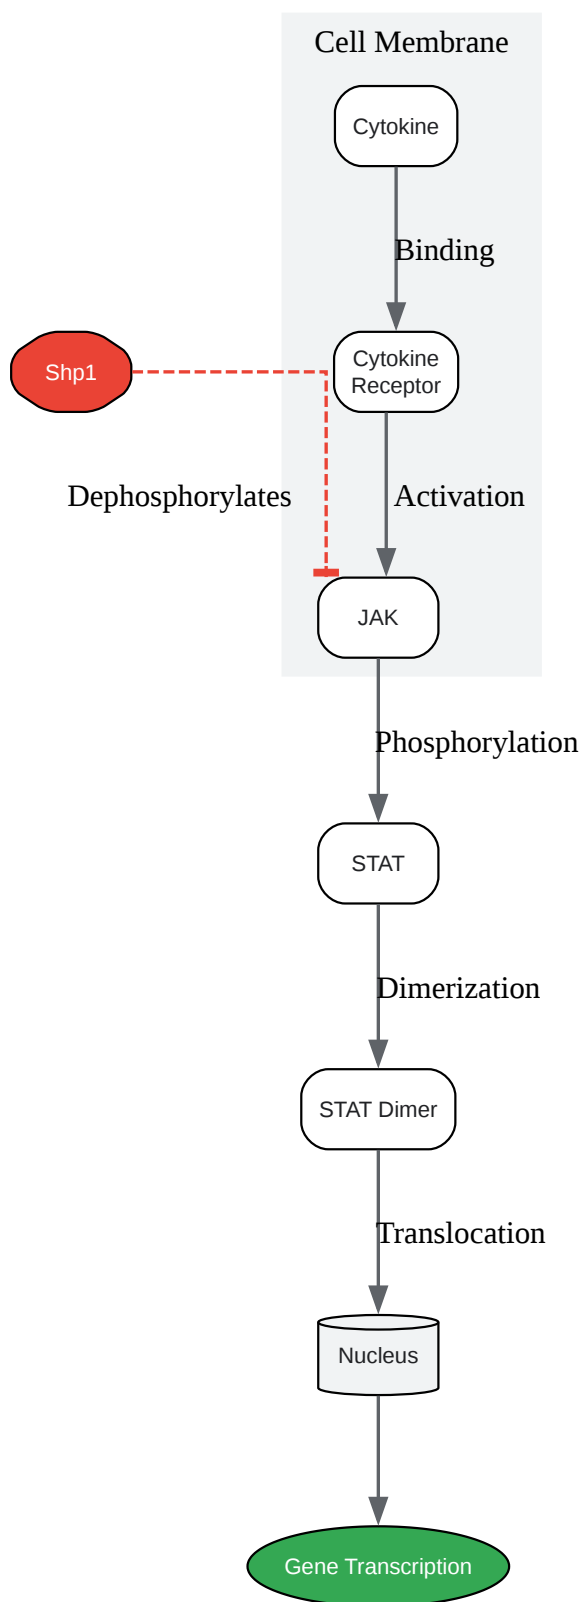 Cell Membrane
Cytokine
Binding
Shp1
Cytokine
Receptor
Dephosphorylates
Activation
JAK
Phosphorylation
STAT
Dimerization
STAT Dimer
Translocation
Nucleus
Gene Transcription